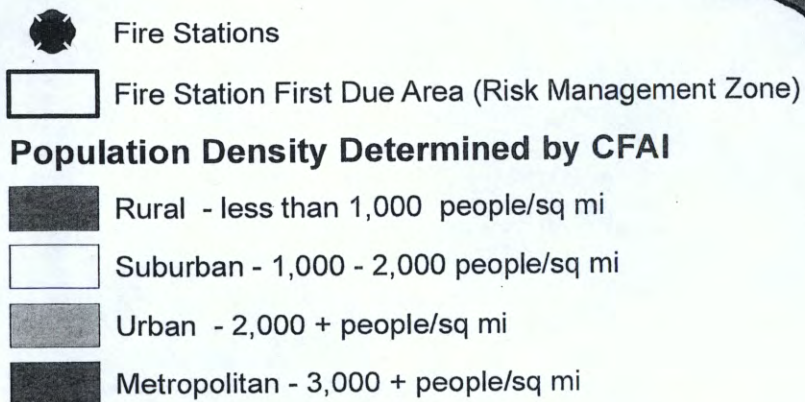 Fire Stations
Fire Station First Due Area (Risk Management Zone)
Population Density Determined by CFAI
Rural - less than 1,000 people/sq mi
Suburban - 1,000 - 2,000 people/sq mi
Urban - 2,000 + people/sq mi
Metropolitan - 3,000 + people/sq mi